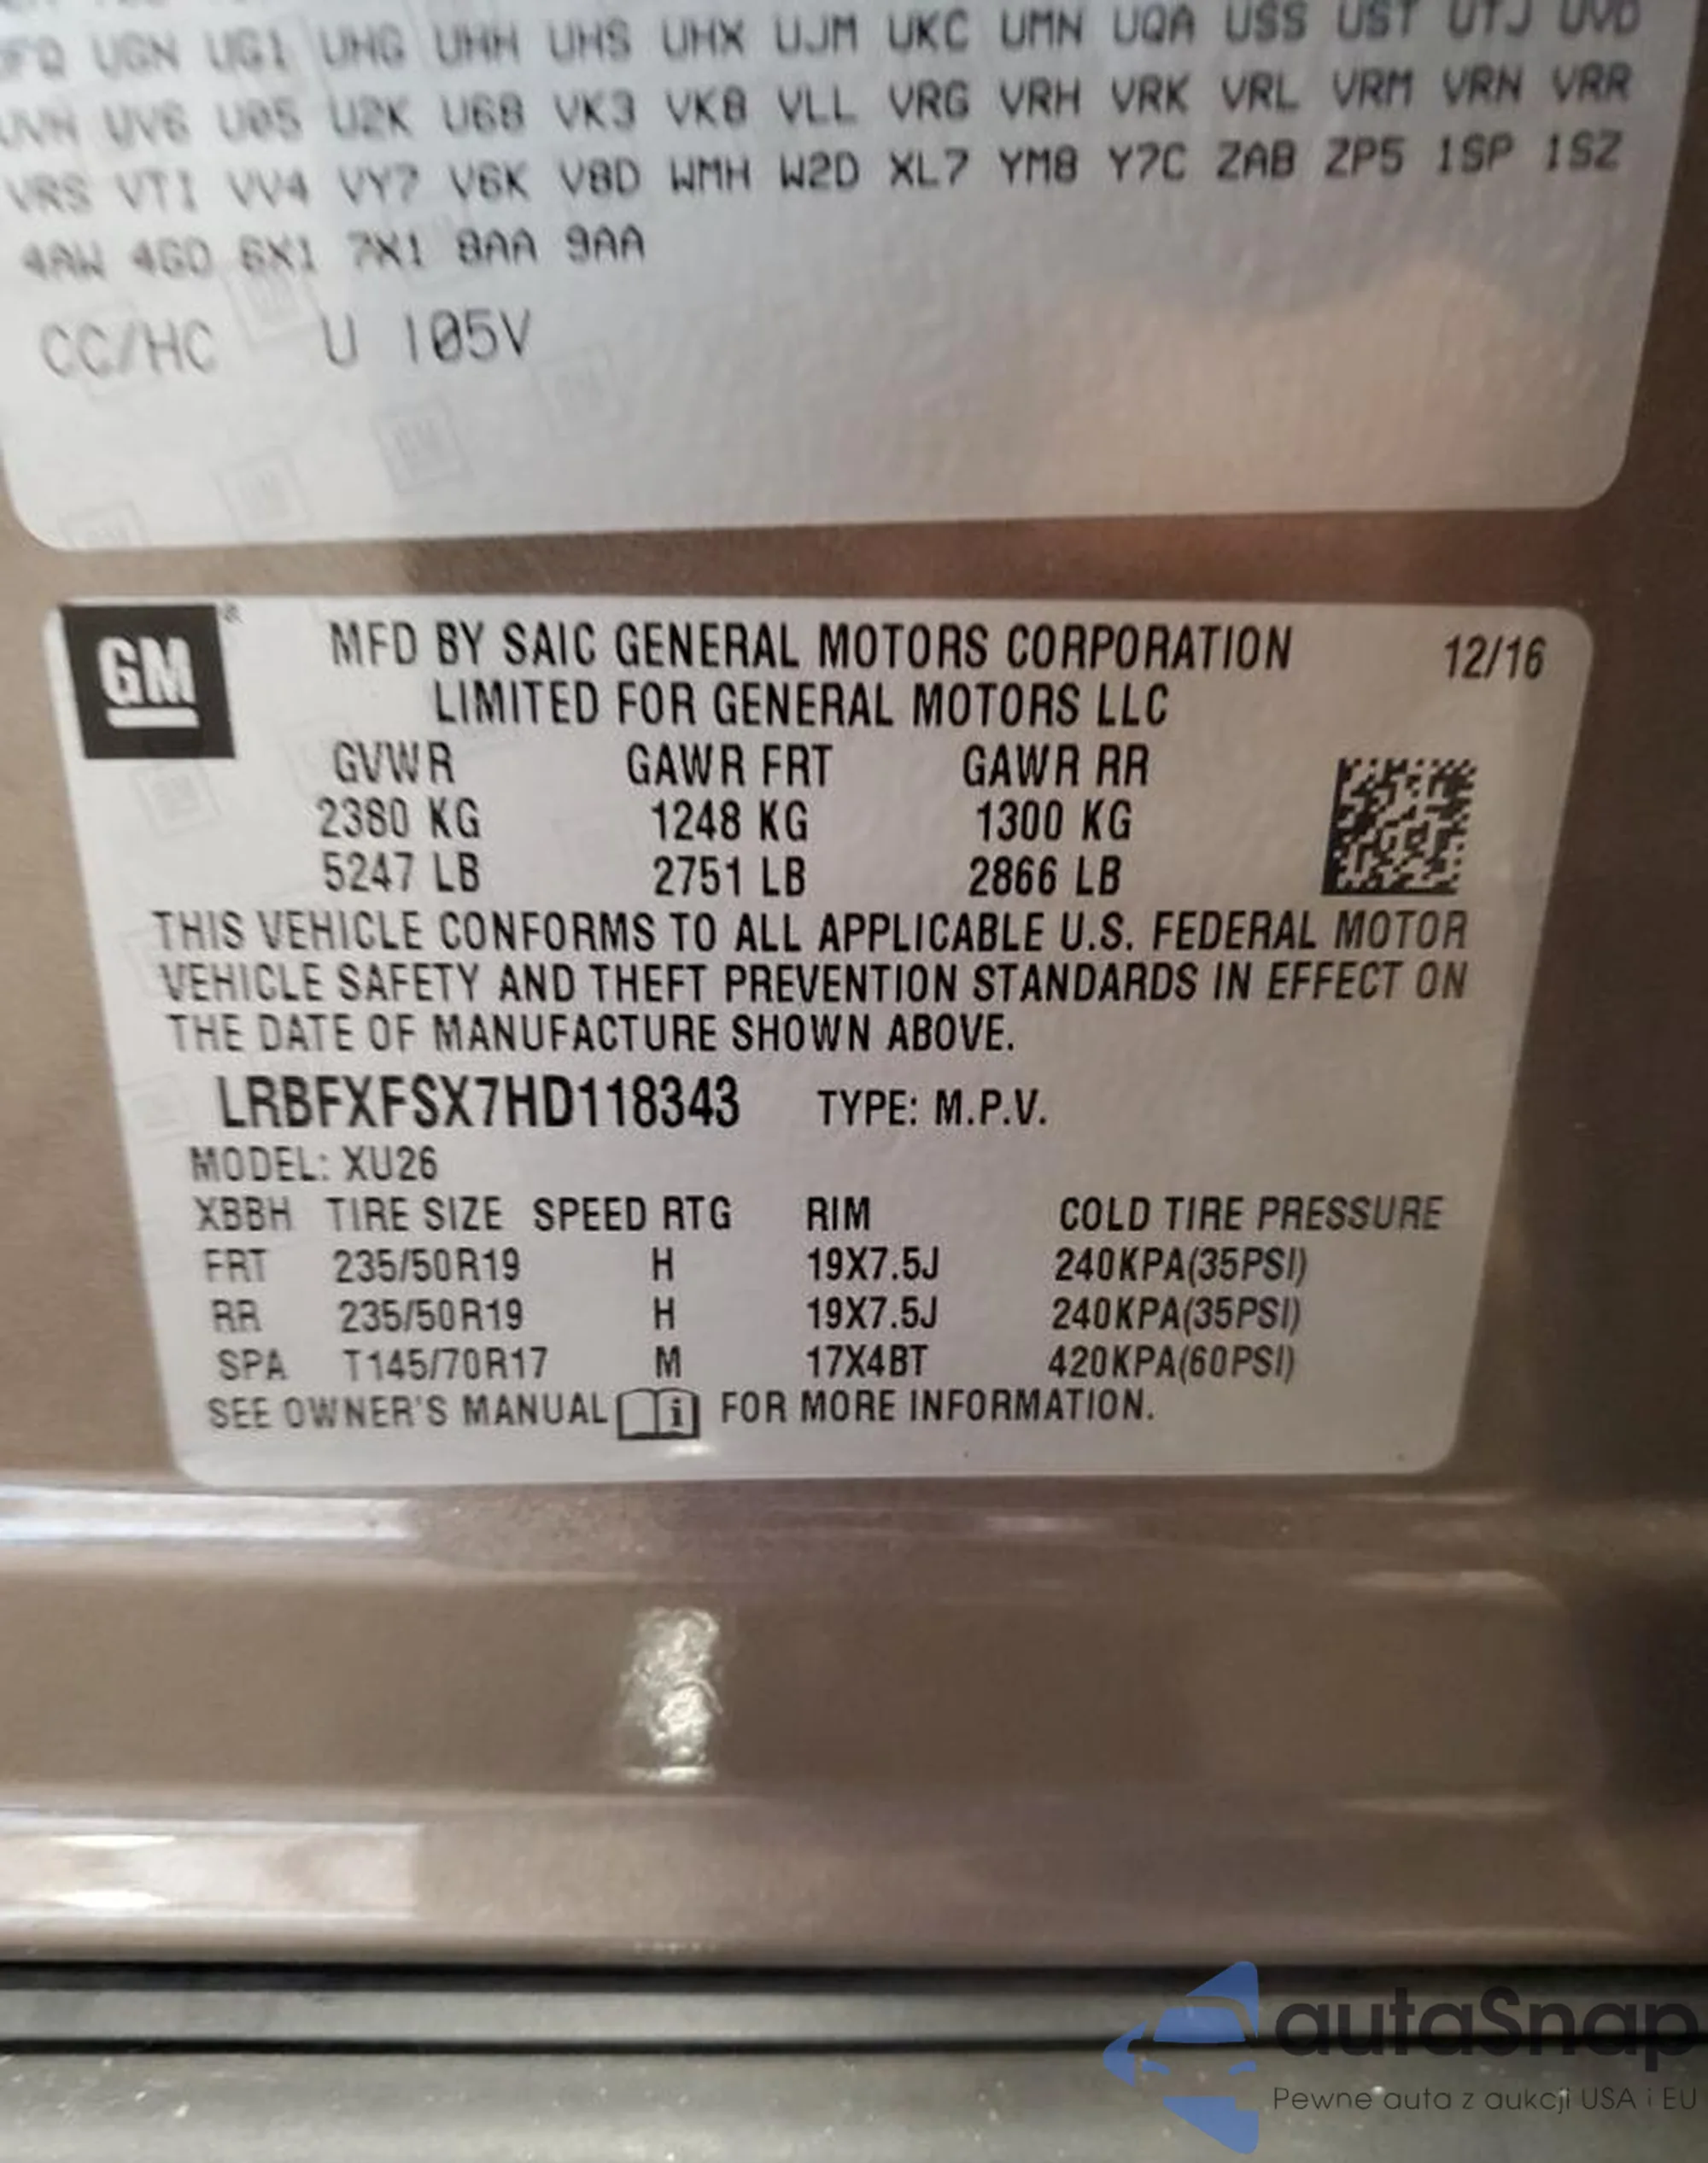 UGN UG1 UHG UHH UHS UHX UJM UKC UMN UQA USS UST UTJ UVD
UVH UV6 U05 U2K U68 VK3 VK8 VLL VRG VRH VRK VRL VRM VRN VRR
VRS VT1 VV4 VY7 V6K V8D WMH W2D XL7 YM8 Y7C ZAB ZP5 1SP 1SZ
4AW 4GD 6X1 7X1 8AA 9AA
CC/HC U 105V
GM ®
MFD BY SAIC GENERAL MOTORS CORPORATION 12/16
LIMITED FOR GENERAL MOTORS LLC
GVWR GAWR FRT GAWR RR
2380 KG 1248 KG 1300 KG
5247 LB 2751 LB 2866 LB
THIS VEHICLE CONFORMS TO ALL APPLICABLE U.S. FEDERAL MOTOR
VEHICLE SAFETY AND THEFT PREVENTION STANDARDS IN EFFECT ON
THE DATE OF MANUFACTURE SHOWN ABOVE.
LRBFXFSX7HD118343 TYPE: M.P.V.
MODEL: XU26
XBBH TIRE SIZE SPEED RTG RIM COLD TIRE PRESSURE
FRT 235/50R19 H 19X7.5J 240KPA(35PSI)
RR 235/50R19 H 19X7.5J 240KPA(35PSI)
SPA T145/70R17 M 17X4BT 420KPA(60PSI)
SEE OWNER'S MANUAL i FOR MORE INFORMATION.
autaSnap
Pewne auta z aukcji USA i EU